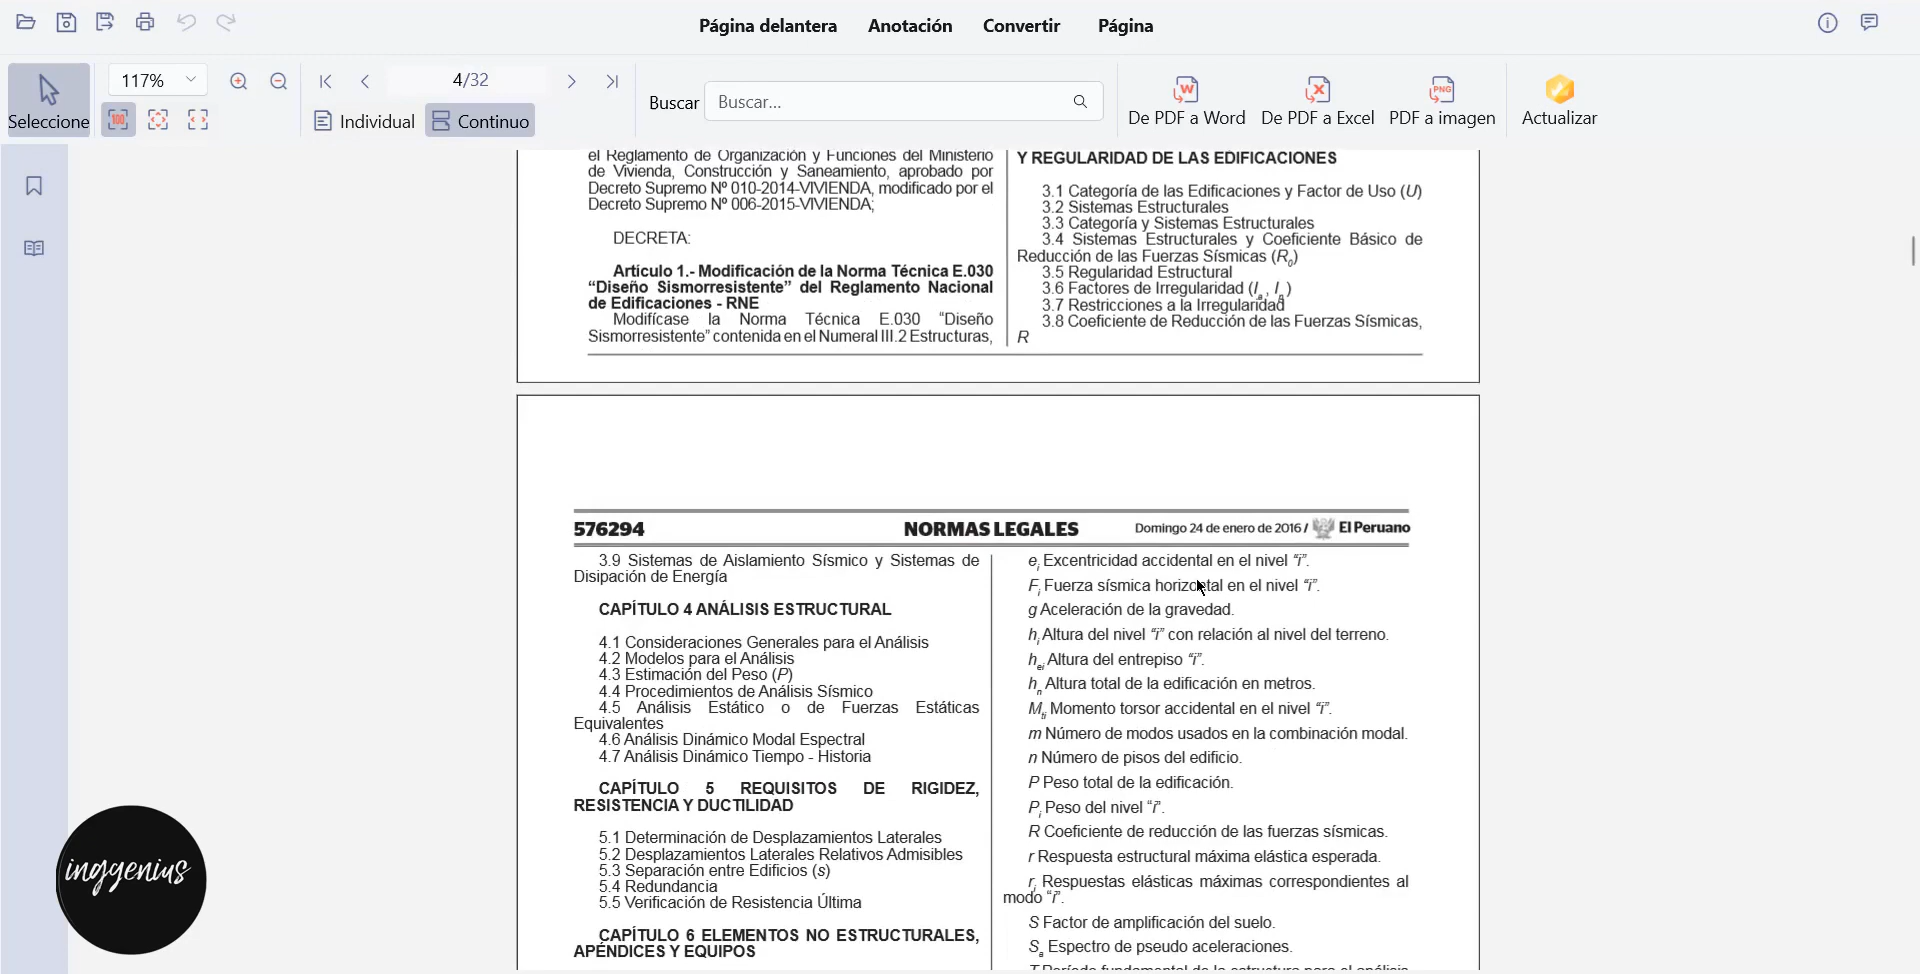 Página delantera
Anotación
Convertir
Página
Seleccione
117%
100
4/32
Individual
Continuo
Buscar
Buscar...
De PDF a Word
De PDF a Excel
PNG
PDF a imagen
Actualizar
el Reglamento de Organización y Funciones del Ministerio
de Vivienda, Construcción y Saneamiento, aprobado por
Decreto Supremo Nº 010-2014-VIVIENDA, modificado por el
Decreto Supremo Nº 006-2015-VIVIENDA;
DECRETA:
Artículo 1.- Modificación de la Norma Técnica E.030
“Diseño Sismorresistente” del Reglamento Nacional
de Edificaciones - RNE
Modifícase la Norma Técnica E.030 “Diseño
Sismorresistente” contenida en el Numeral III.2 Estructuras,
Y REGULARIDAD DE LAS EDIFICACIONES
3.1 Categoría de las Edificaciones y Factor de Uso (U)
3.2 Sistemas Estructurales
3.3 Categoría y Sistemas Estructurales
3.4 Sistemas Estructurales y Coeficiente Básico de
Reducción de las Fuerzas Sísmicas (R0)
3.5 Regularidad Estructural
3.6 Factores de Irregularidad (Ia , Ip)
3.7 Restricciones a la Irregularidad
3.8 Coeficiente de Reducción de las Fuerzas Sísmicas,
R
576294
NORMAS LEGALES
Domingo 24 de enero de 2016 / El Peruano
3.9 Sistemas de Aislamiento Sísmico y Sistemas de
Disipación de Energía
CAPÍTULO 4 ANÁLISIS ESTRUCTURAL
4.1 Consideraciones Generales para el Análisis
4.2 Modelos para el Análisis
4.3 Estimación del Peso (P)
4.4 Procedimientos de Análisis Sísmico
4.5 Análisis Estático o de Fuerzas Estáticas
Equivalentes
4.6 Análisis Dinámico Modal Espectral
4.7 Análisis Dinámico Tiempo - Historia
CAPÍTULO 5 REQUISITOS DE RIGIDEZ,
RESISTENCIA Y DUCTILIDAD
5.1 Determinación de Desplazamientos Laterales
5.2 Desplazamientos Laterales Relativos Admisibles
5.3 Separación entre Edificios (s)
5.4 Redundancia
5.5 Verificación de Resistencia Última
CAPÍTULO 6 ELEMENTOS NO ESTRUCTURALES,
APÉNDICES Y EQUIPOS
ei Excentricidad accidental en el nivel “i”.
Fi Fuerza sísmica horizontal en el nivel “i”.
g Aceleración de la gravedad.
hi Altura del nivel “i” con relación al nivel del terreno.
hei Altura del entrepiso “i”.
hn Altura total de la edificación en metros.
Mti Momento torsor accidental en el nivel “i”.
m Número de modos usados en la combinación modal.
n Número de pisos del edificio.
P Peso total de la edificación.
Pi Peso del nivel “i”.
R Coeficiente de reducción de las fuerzas sísmicas.
r Respuesta estructural máxima elástica esperada.
ri Respuestas elásticas máximas correspondientes al
modo “i”.
S Factor de amplificación del suelo.
Sa Espectro de pseudo aceleraciones.
T Período fundamental de la estructura para el análisis
inggenius